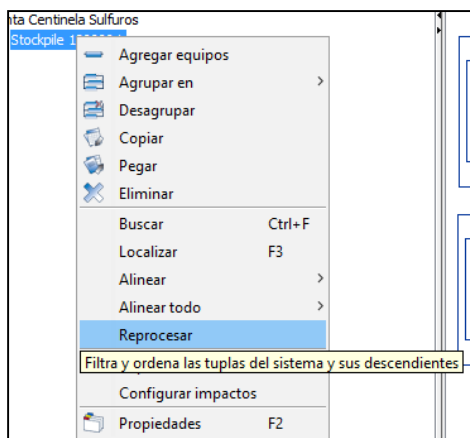 nta Centinela Sulfuros
Stockpile
Agregar equipos
Agrupar en
Desagrupar
Copiar
Pegar
Eliminar
Buscar Ctrl+F
Localizar F3
Alinear
Alinear todo
Reprocesar
Filtra y ordena las tuplas del sistema y sus descendientes
Configurar impactos
Propiedades F2